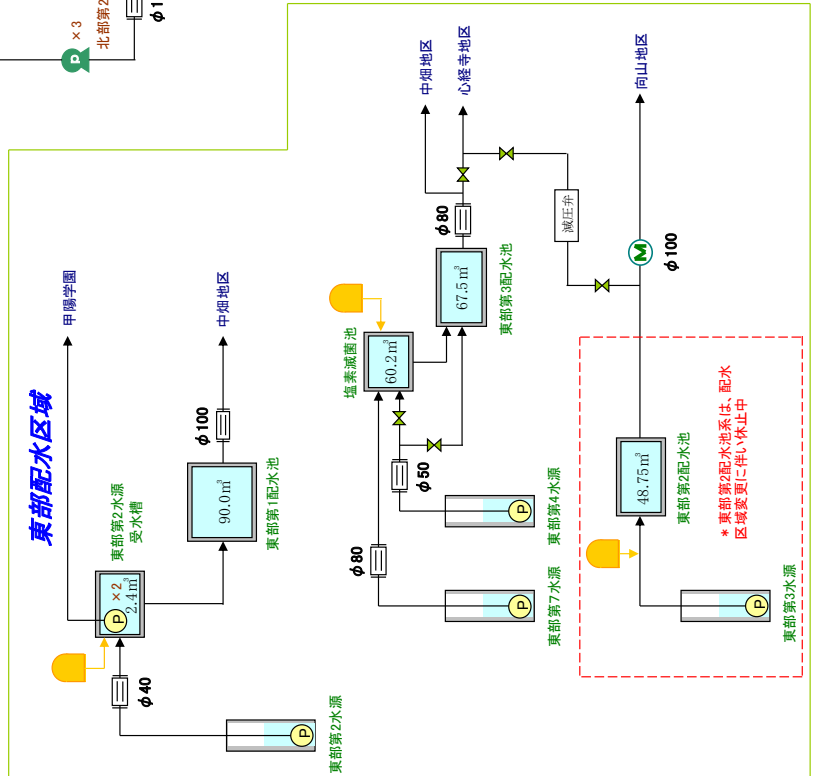 ×3
北部第2
φ1
東部配水区域
甲陽学園
中畑地区
東部第2水源
受水槽
×2
P
2.4m³
φ100
90.0m³
東部第1配水池
φ40
P
東部第2水源
中畑地区
心経寺地区
向山地区
φ80
減圧弁
塩素滅菌池
60.2m³
67.5m³
東部第3配水池
M
φ100
φ50
φ80
P
東部第4水源
P
東部第7水源
48.75m³
東部第2配水池
*東部第2配水池系は、配水
区域変更に伴い休止中
P
東部第3水源
P